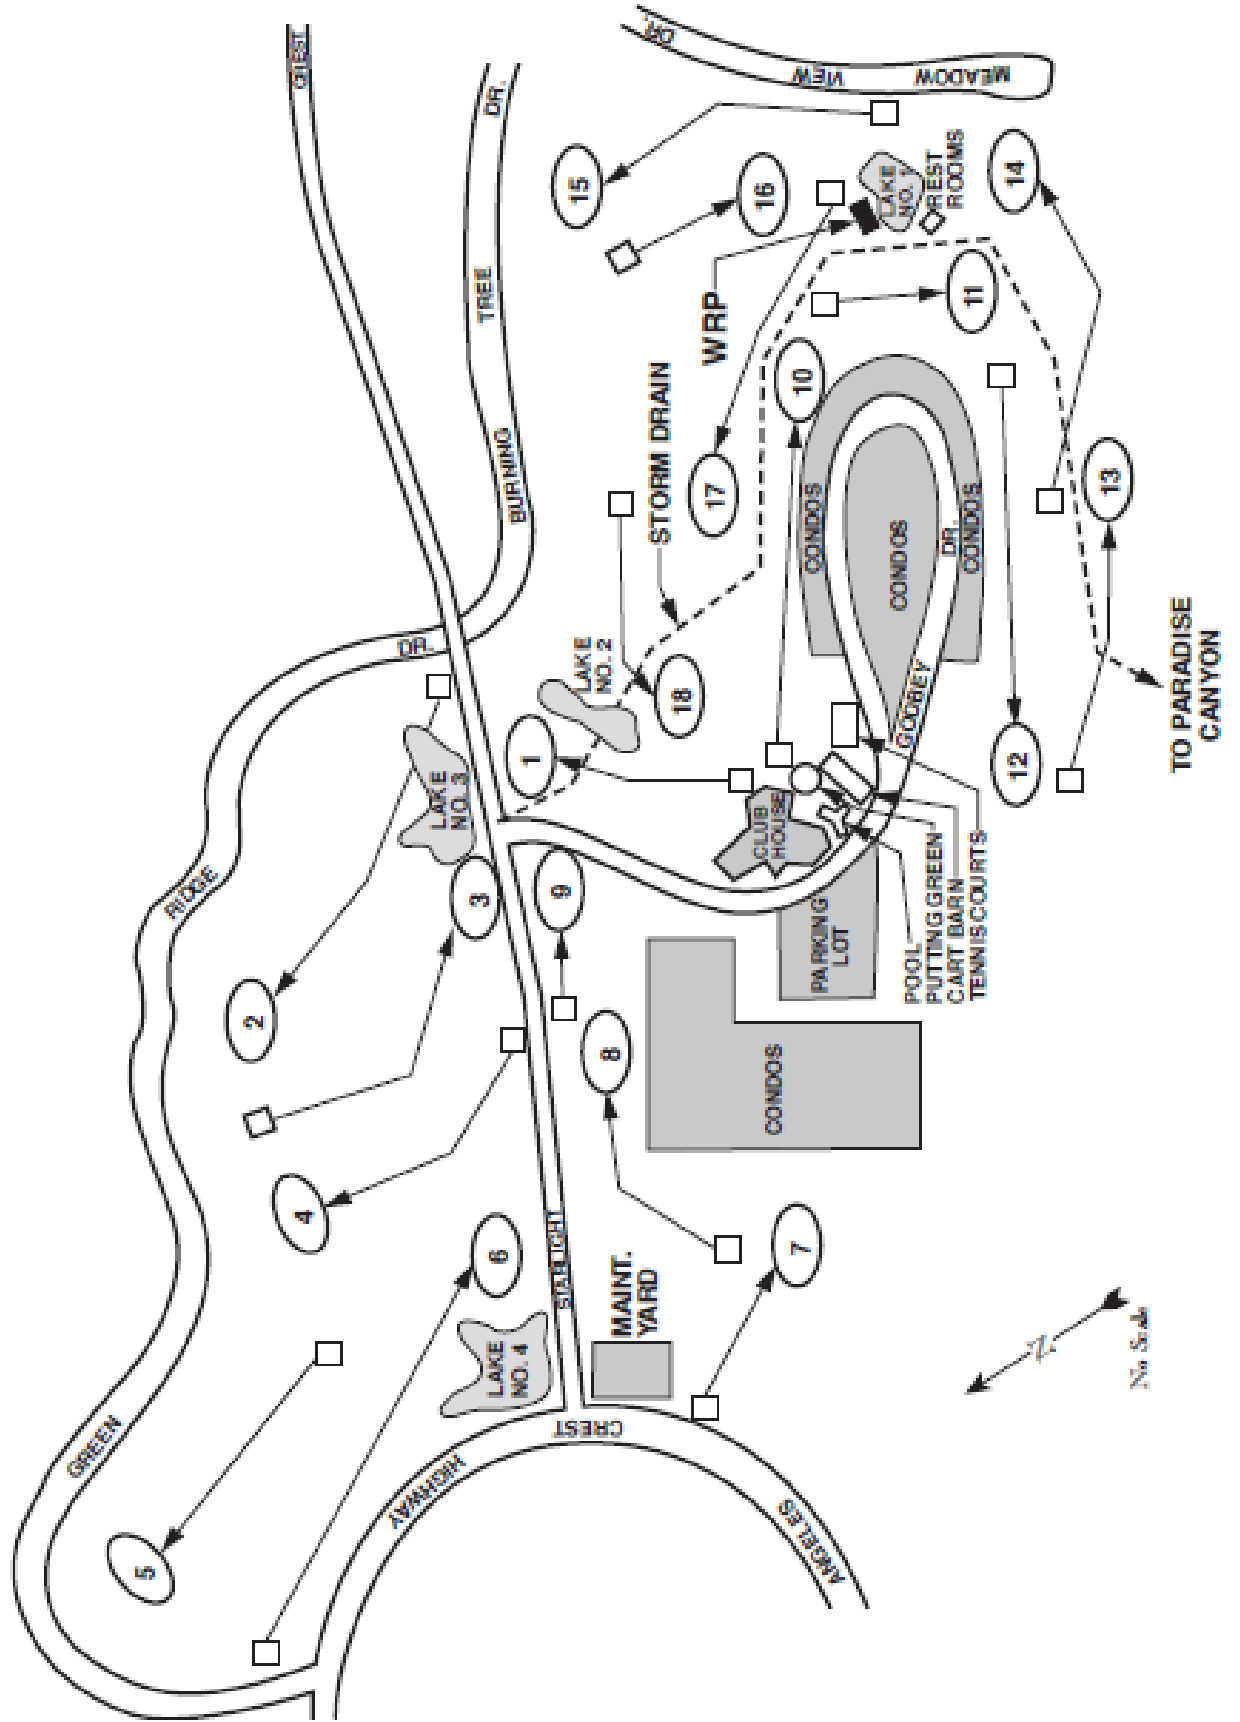 CREST
DR.
TREE
BURNING
DR.
VIEW
MEADOW
15
16
14
LAKE
NO. 1
REST
ROOMS
WRP
11
10
STORM DRAIN
17
13
CONDOS
CONDOS
DR.
CONDOS
DR.
LAKE
NO. 2
18
GODBEY
TO PARADISE
CANYON
12
1
LAKE
NO. 3
CLUB
HOUSE
RIDGE
3
9
PARKING
LOT
POOL
PUTTING GREEN
CART BARN
TENNIS COURTS
2
8
CONDOS
4
6
7
STARLIGHT
MAINT.
YARD
LAKE
NO. 4
GREEN
CREST
HIGHWAY
ANGELES
5
N
No Scale